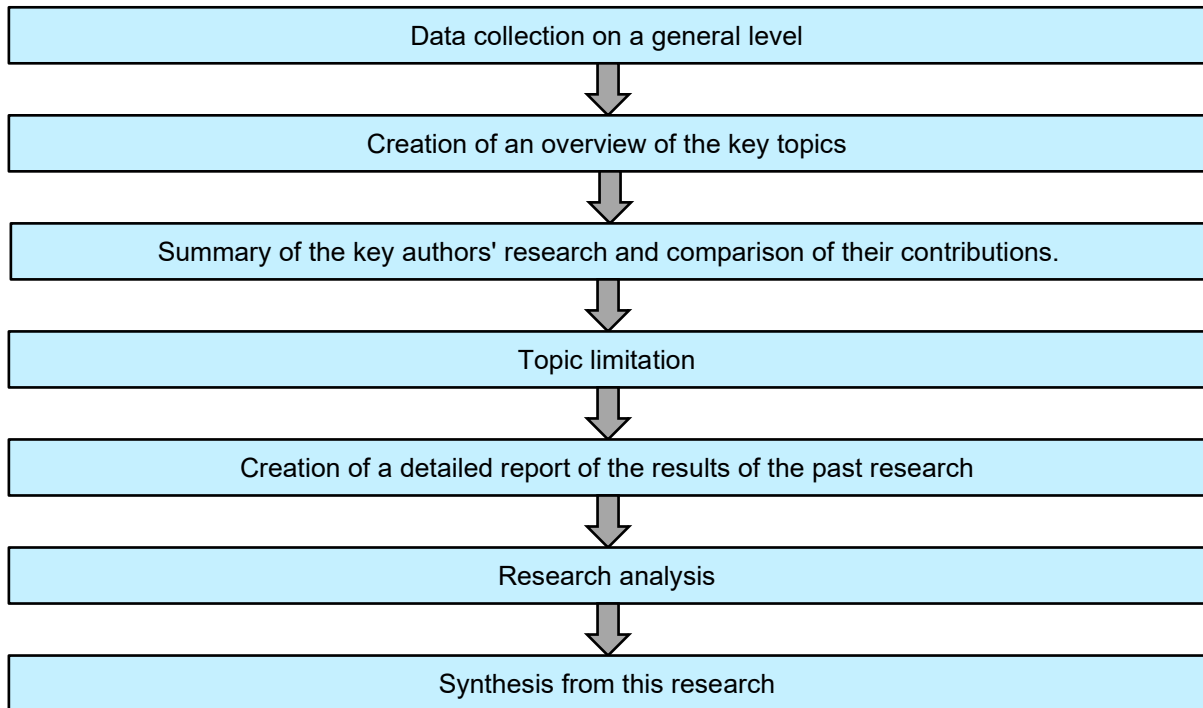 Data collection on a general level
Creation of an overview of the key topics
Summary of the key authors' research and comparison of their contributions.
Topic limitation
Creation of a detailed report of the results of the past research
Research analysis
Synthesis from this research